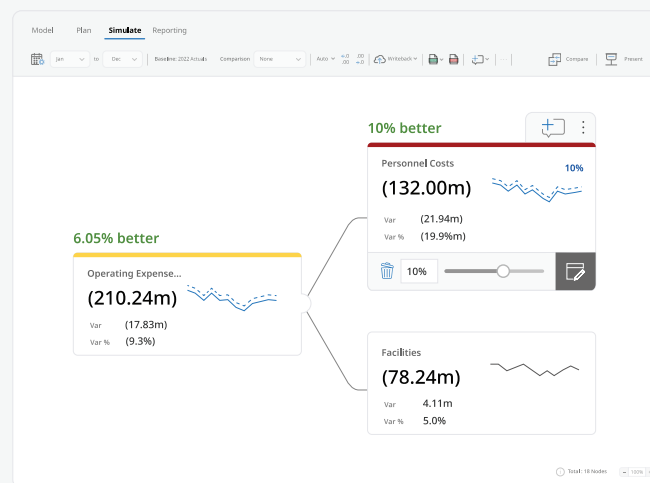 Model Plan Simulate Reporting
Jan to Dec Baseline: 2022 Actuals Comparison None Auto Writeback Compare Present
10% better
Personnel Costs
10%
(132.00m)
Var (21.94m)
Var % (19.9%m)
10%
6.05% better
Operating Expense...
(210.24m)
Var (17.83m)
Var % (9.3%)
Facilities
(78.24m)
Var 4.11m
Var % 5.0%
Total: 18 Nodes 100%